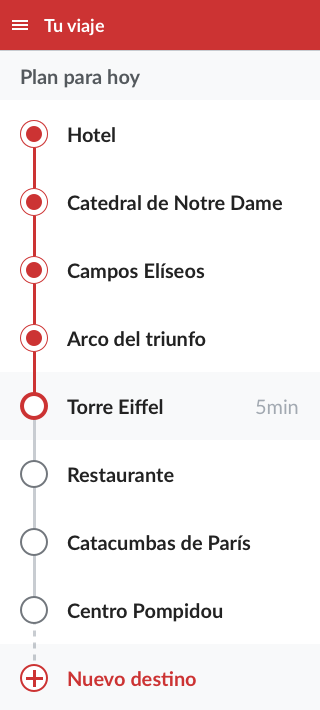 Tu viaje
Plan para hoy
Hotel
Catedral de Notre Dame
Campos Elíseos
Arco del triunfo
Torre Eiffel 5min
Restaurante
Catacumbas de París
Centro Pompidou
Nuevo destino